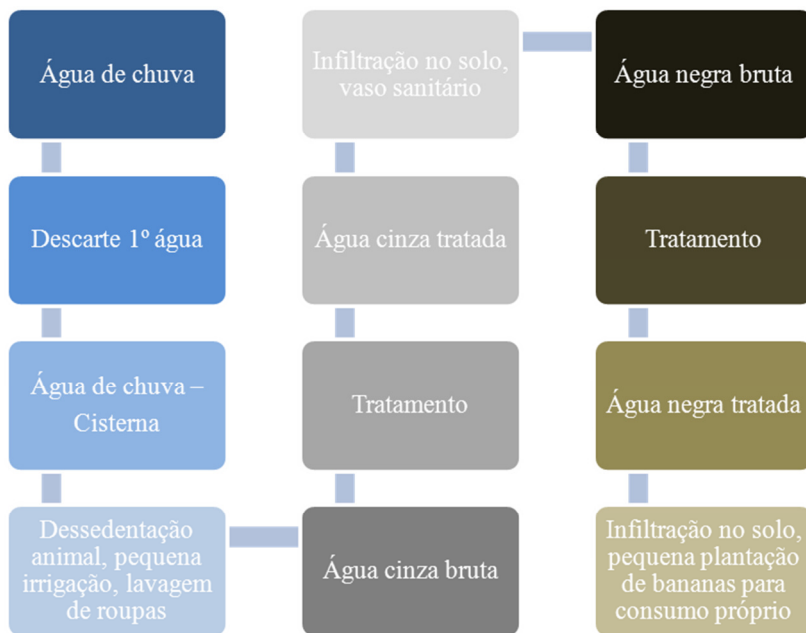 Água de chuva
Descarte 1º água
Água de chuva –
Cisterna
Dessedentação
animal, pequena
irrigação, lavagem
de roupas
Água cinza bruta
Tratamento
Água cinza tratada
Infiltração no solo,
vaso sanitário
Água negra bruta
Tratamento
Água negra tratada
Infiltração no solo,
pequena plantação
de bananas para
consumo próprio